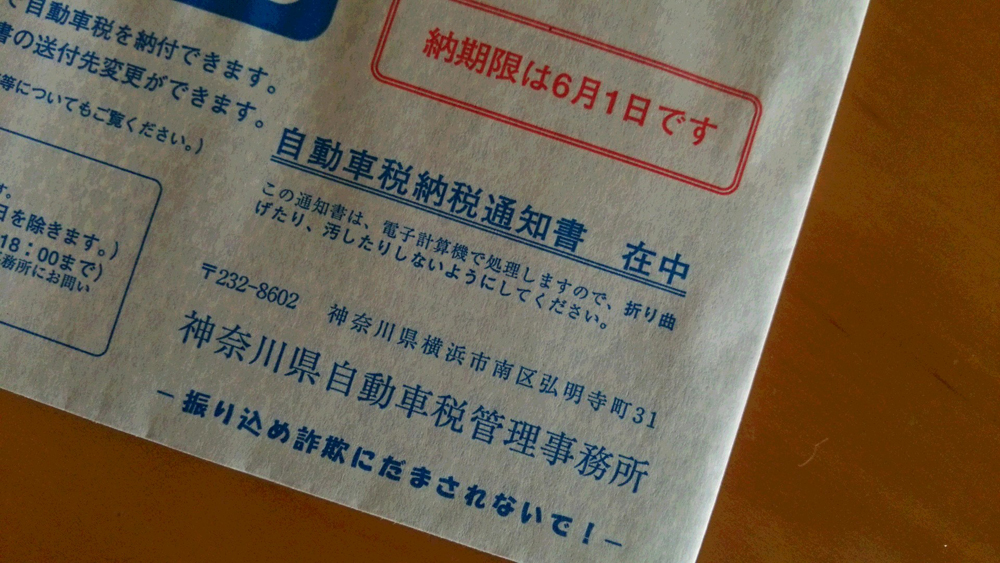 で自動車税を納付できます。
書の送付先変更ができます。
等についてもご覧ください。)
納期限は6月1日です
自動車税納税通知書　在中
この通知書は、電子計算機で処理しますので、折り曲
げたり、汚したりしないようにしてください。
す。
日を除きます。)
18：00まで)
務所にお問い
〒232-8602　神奈川県横浜市南区弘明寺町31
神奈川県自動車税管理事務所
－振り込め詐欺にだまされないで！－